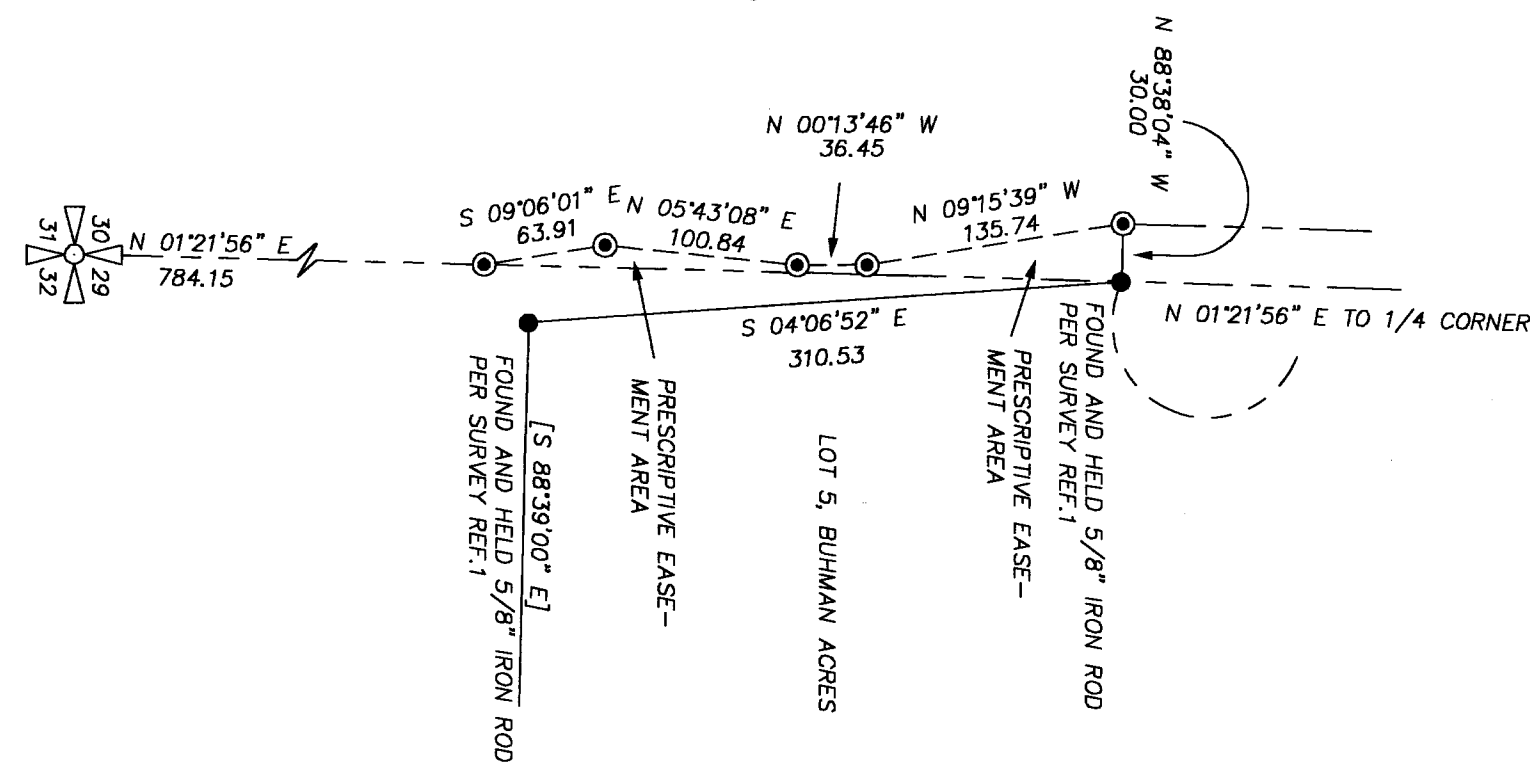 N 88°38'04" W
30.00
N 00°13'46" W
36.45
S 09°06'01" E
63.91
N 05°43'08" E
100.84
N 09°15'39" W
135.74
30
31
29
32
N 01°21'56" E
784.15
S 04°06'52" E
310.53
N 01°21'56" E TO 1/4 CORNER
FOUND AND HELD 5/8" IRON ROD
PER SURVEY REF.1
[S 88°39'00" E]
PRESCRIPTIVE EASE-
MENT AREA
LOT 5, BUHMAN ACRES
PRESCRIPTIVE EASE-
MENT AREA
FOUND AND HELD 5/8" IRON ROD
PER SURVEY REF.1